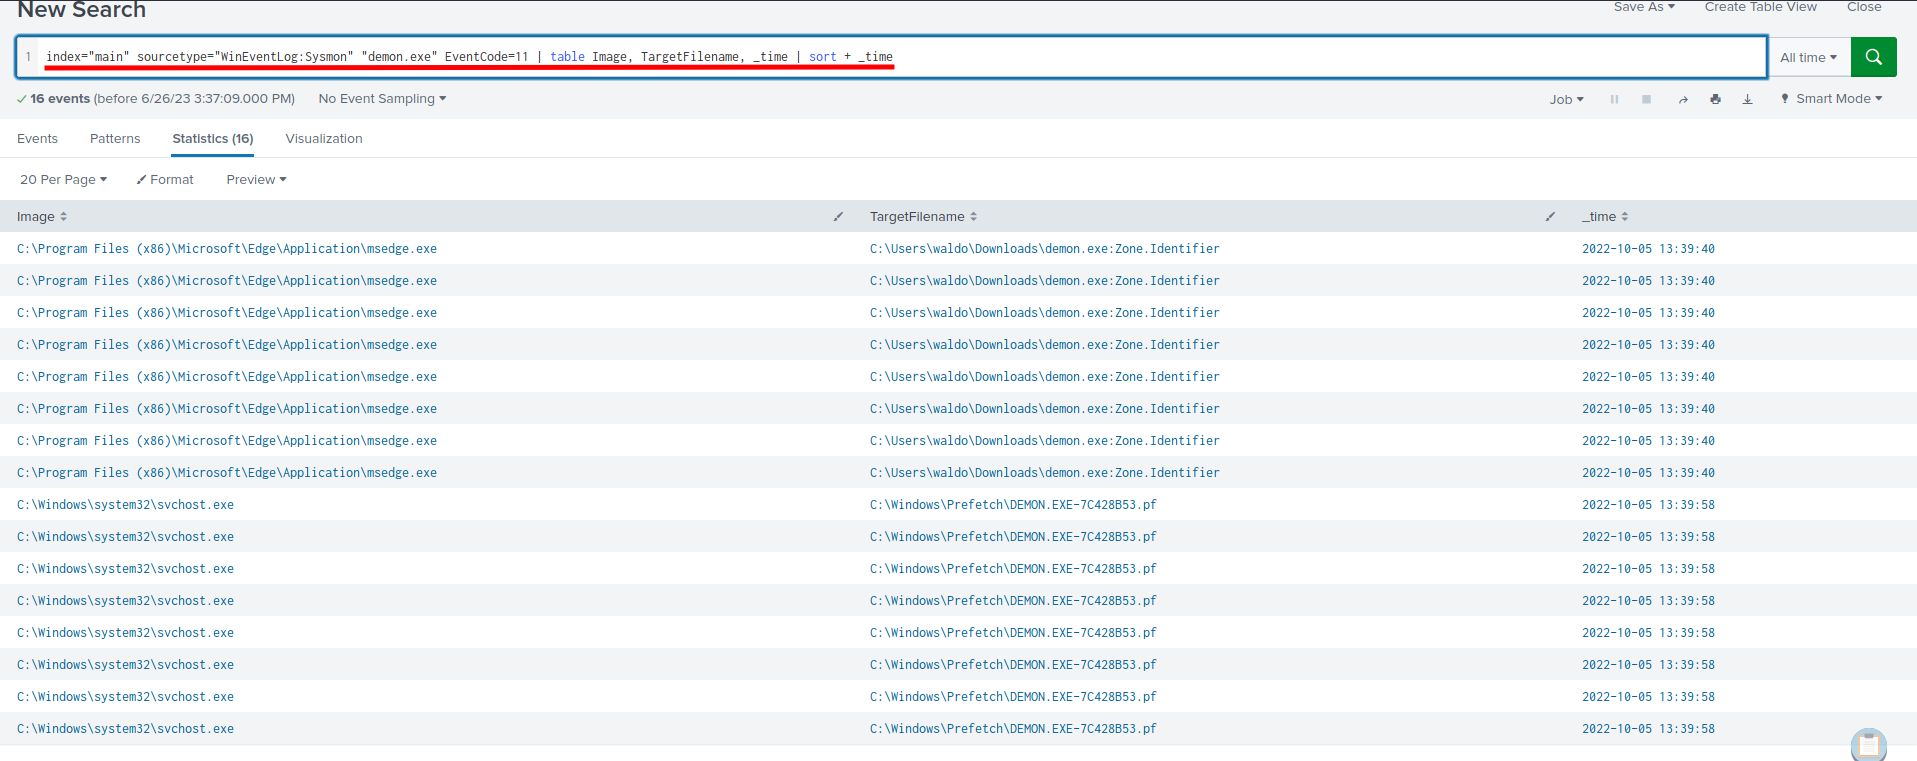 New Search
Save As Create Table View Close
1 index="main" sourcetype="WinEventLog:Sysmon" "demon.exe" EventCode=11 | table Image, TargetFilename, _time | sort + _time
All time
16 events (before 6/26/23 3:37:09.000 PM) No Event Sampling
Job Smart Mode
Events Patterns Statistics (16) Visualization
20 Per Page Format Preview
Image TargetFilename _time
C:\Program Files (x86)\Microsoft\Edge\Application\msedge.exe C:\Users\waldo\Downloads\demon.exe:Zone.Identifier 2022-10-05 13:39:40
C:\Program Files (x86)\Microsoft\Edge\Application\msedge.exe C:\Users\waldo\Downloads\demon.exe:Zone.Identifier 2022-10-05 13:39:40
C:\Program Files (x86)\Microsoft\Edge\Application\msedge.exe C:\Users\waldo\Downloads\demon.exe:Zone.Identifier 2022-10-05 13:39:40
C:\Program Files (x86)\Microsoft\Edge\Application\msedge.exe C:\Users\waldo\Downloads\demon.exe:Zone.Identifier 2022-10-05 13:39:40
C:\Program Files (x86)\Microsoft\Edge\Application\msedge.exe C:\Users\waldo\Downloads\demon.exe:Zone.Identifier 2022-10-05 13:39:40
C:\Program Files (x86)\Microsoft\Edge\Application\msedge.exe C:\Users\waldo\Downloads\demon.exe:Zone.Identifier 2022-10-05 13:39:40
C:\Program Files (x86)\Microsoft\Edge\Application\msedge.exe C:\Users\waldo\Downloads\demon.exe:Zone.Identifier 2022-10-05 13:39:40
C:\Program Files (x86)\Microsoft\Edge\Application\msedge.exe C:\Users\waldo\Downloads\demon.exe:Zone.Identifier 2022-10-05 13:39:40
C:\Windows\system32\svchost.exe C:\Windows\Prefetch\DEMON.EXE-7C428B53.pf 2022-10-05 13:39:58
C:\Windows\system32\svchost.exe C:\Windows\Prefetch\DEMON.EXE-7C428B53.pf 2022-10-05 13:39:58
C:\Windows\system32\svchost.exe C:\Windows\Prefetch\DEMON.EXE-7C428B53.pf 2022-10-05 13:39:58
C:\Windows\system32\svchost.exe C:\Windows\Prefetch\DEMON.EXE-7C428B53.pf 2022-10-05 13:39:58
C:\Windows\system32\svchost.exe C:\Windows\Prefetch\DEMON.EXE-7C428B53.pf 2022-10-05 13:39:58
C:\Windows\system32\svchost.exe C:\Windows\Prefetch\DEMON.EXE-7C428B53.pf 2022-10-05 13:39:58
C:\Windows\system32\svchost.exe C:\Windows\Prefetch\DEMON.EXE-7C428B53.pf 2022-10-05 13:39:58
C:\Windows\system32\svchost.exe C:\Windows\Prefetch\DEMON.EXE-7C428B53.pf 2022-10-05 13:39:58